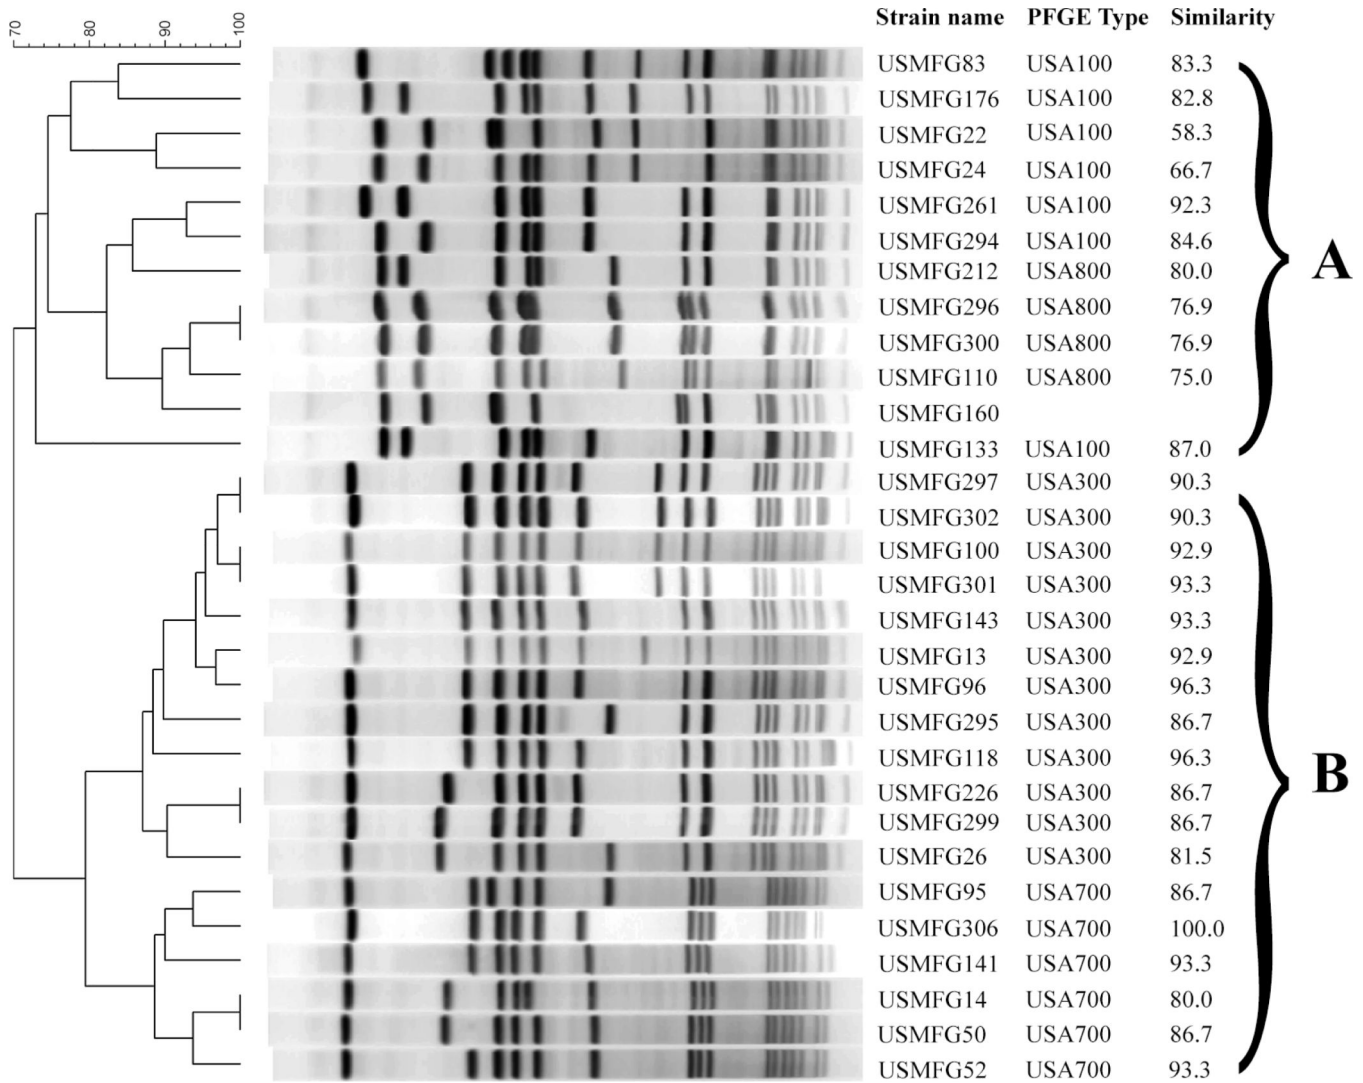 70 80 90 100
Strain name PFGE Type Similarity
USMFG83 USA100 83.3
USMFG176 USA100 82.8
USMFG22 USA100 58.3
USMFG24 USA100 66.7
USMFG261 USA100 92.3
USMFG294 USA100 84.6
A
USMFG212 USA800 80.0
USMFG296 USA800 76.9
USMFG300 USA800 76.9
USMFG110 USA800 75.0
USMFG160
USMFG133 USA100 87.0
USMFG297 USA300 90.3
USMFG302 USA300 90.3
USMFG100 USA300 92.9
USMFG301 USA300 93.3
USMFG143 USA300 93.3
USMFG13 USA300 92.9
USMFG96 USA300 96.3
USMFG295 USA300 86.7
USMFG118 USA300 96.3
B
USMFG226 USA300 86.7
USMFG299 USA300 86.7
USMFG26 USA300 81.5
USMFG95 USA700 86.7
USMFG306 USA700 100.0
USMFG141 USA700 93.3
USMFG14 USA700 80.0
USMFG50 USA700 86.7
USMFG52 USA700 93.3